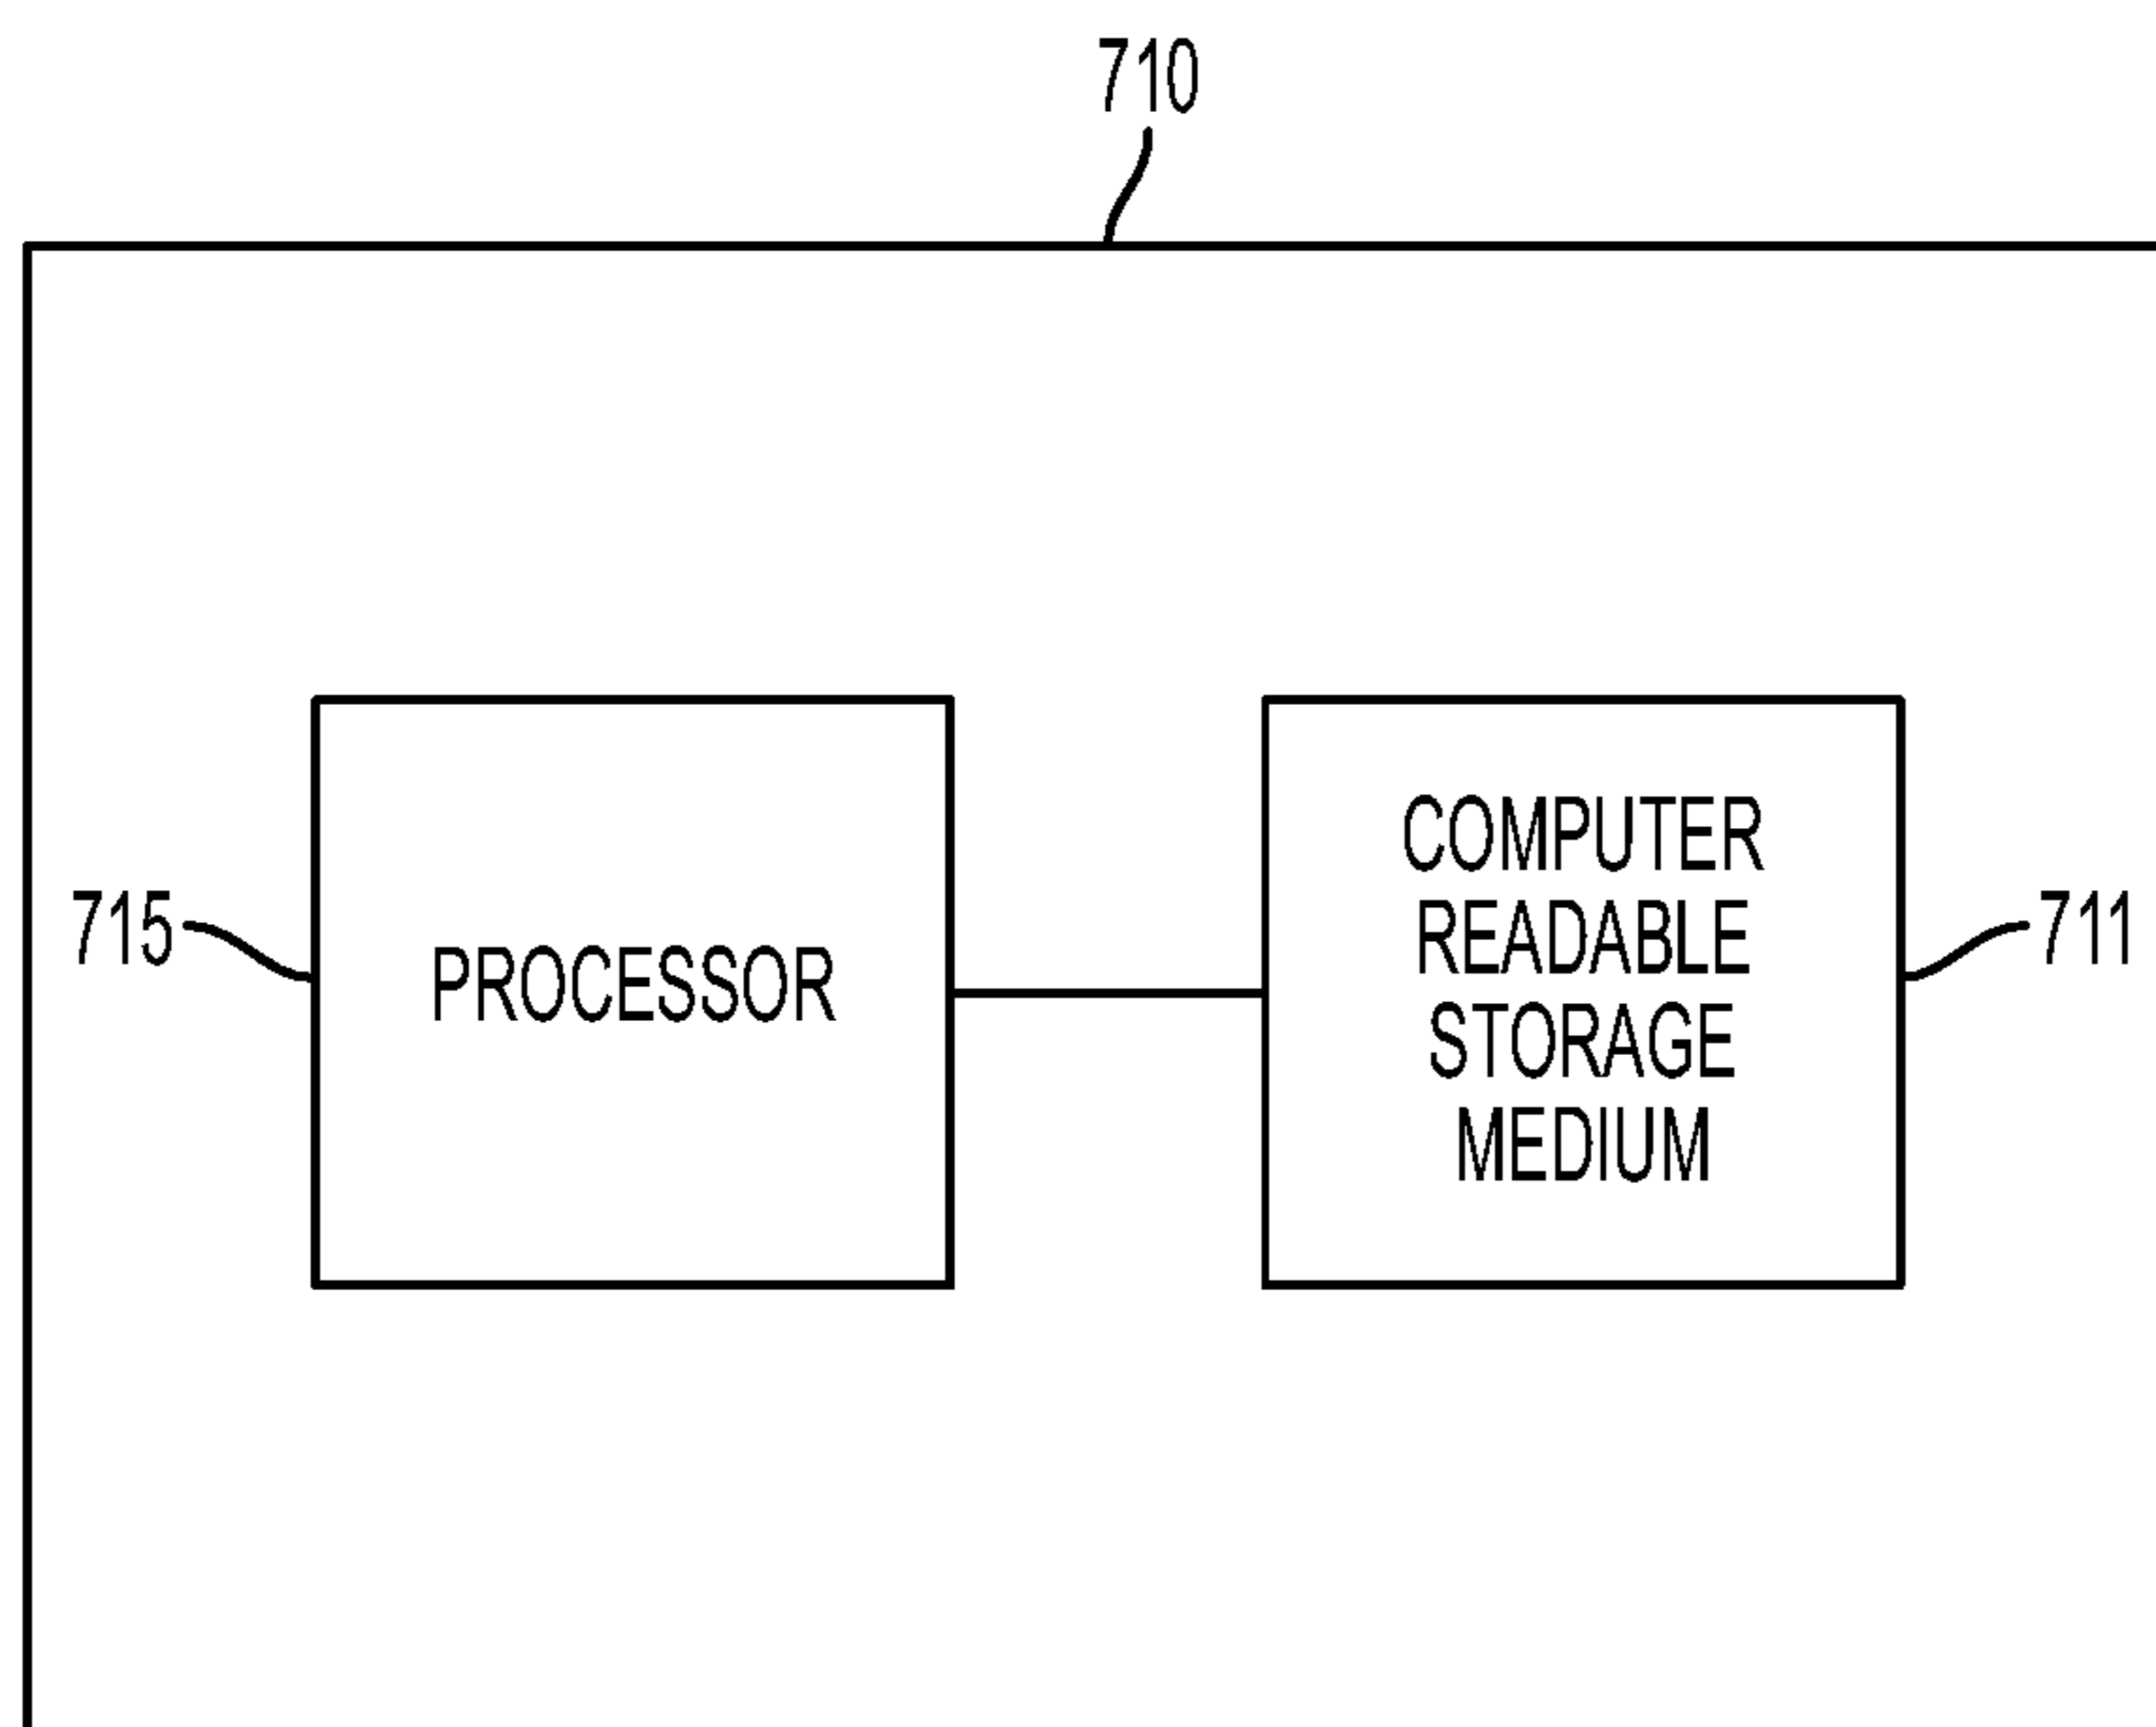 710
715
PROCESSOR
COMPUTER
READABLE
STORAGE
MEDIUM
711